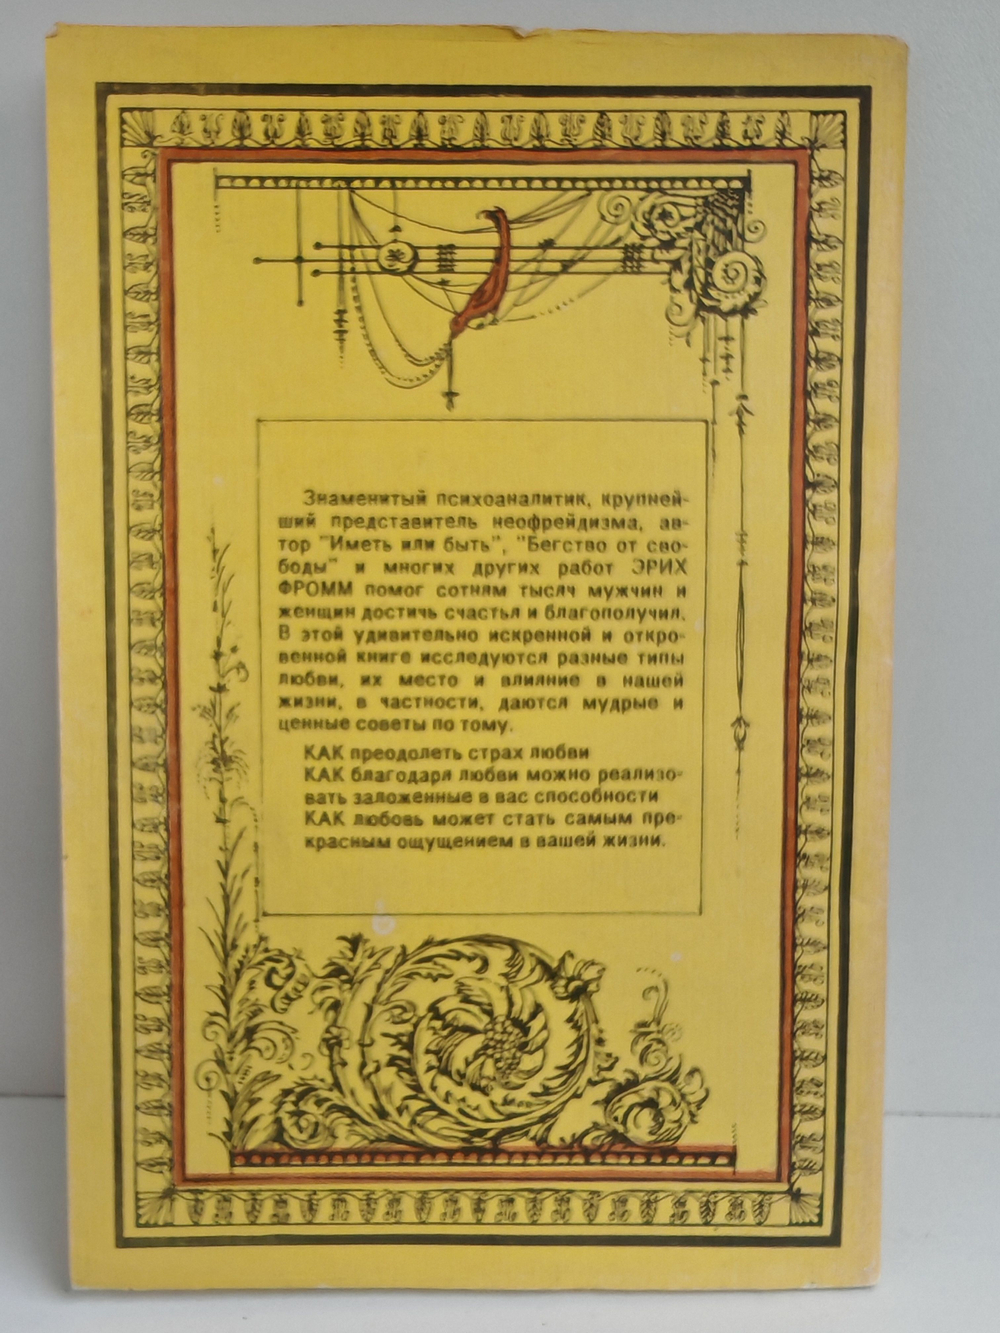 Знаменитый психоаналитик, крупней-
ший представитель неофрейдизма, ав-
тор "Иметь или быть", "Бегство от сво-
боды" и многих других работ ЭРИХ
ФРОММ помог сотням тысяч мужчин и
женщин достичь счастья и благополучия.
В этой удивительно искренной и откро-
венной книге исследуются разные типы
любви, их место и влияние в нашей
жизни, в частности, даются мудрые и
ценные советы по тому.
КАК преодолеть страх любви
КАК благодаря любви можно реализо-
вать заложенные в вас способности
КАК любовь может стать самым пре-
красным ощущением в вашей жизни.